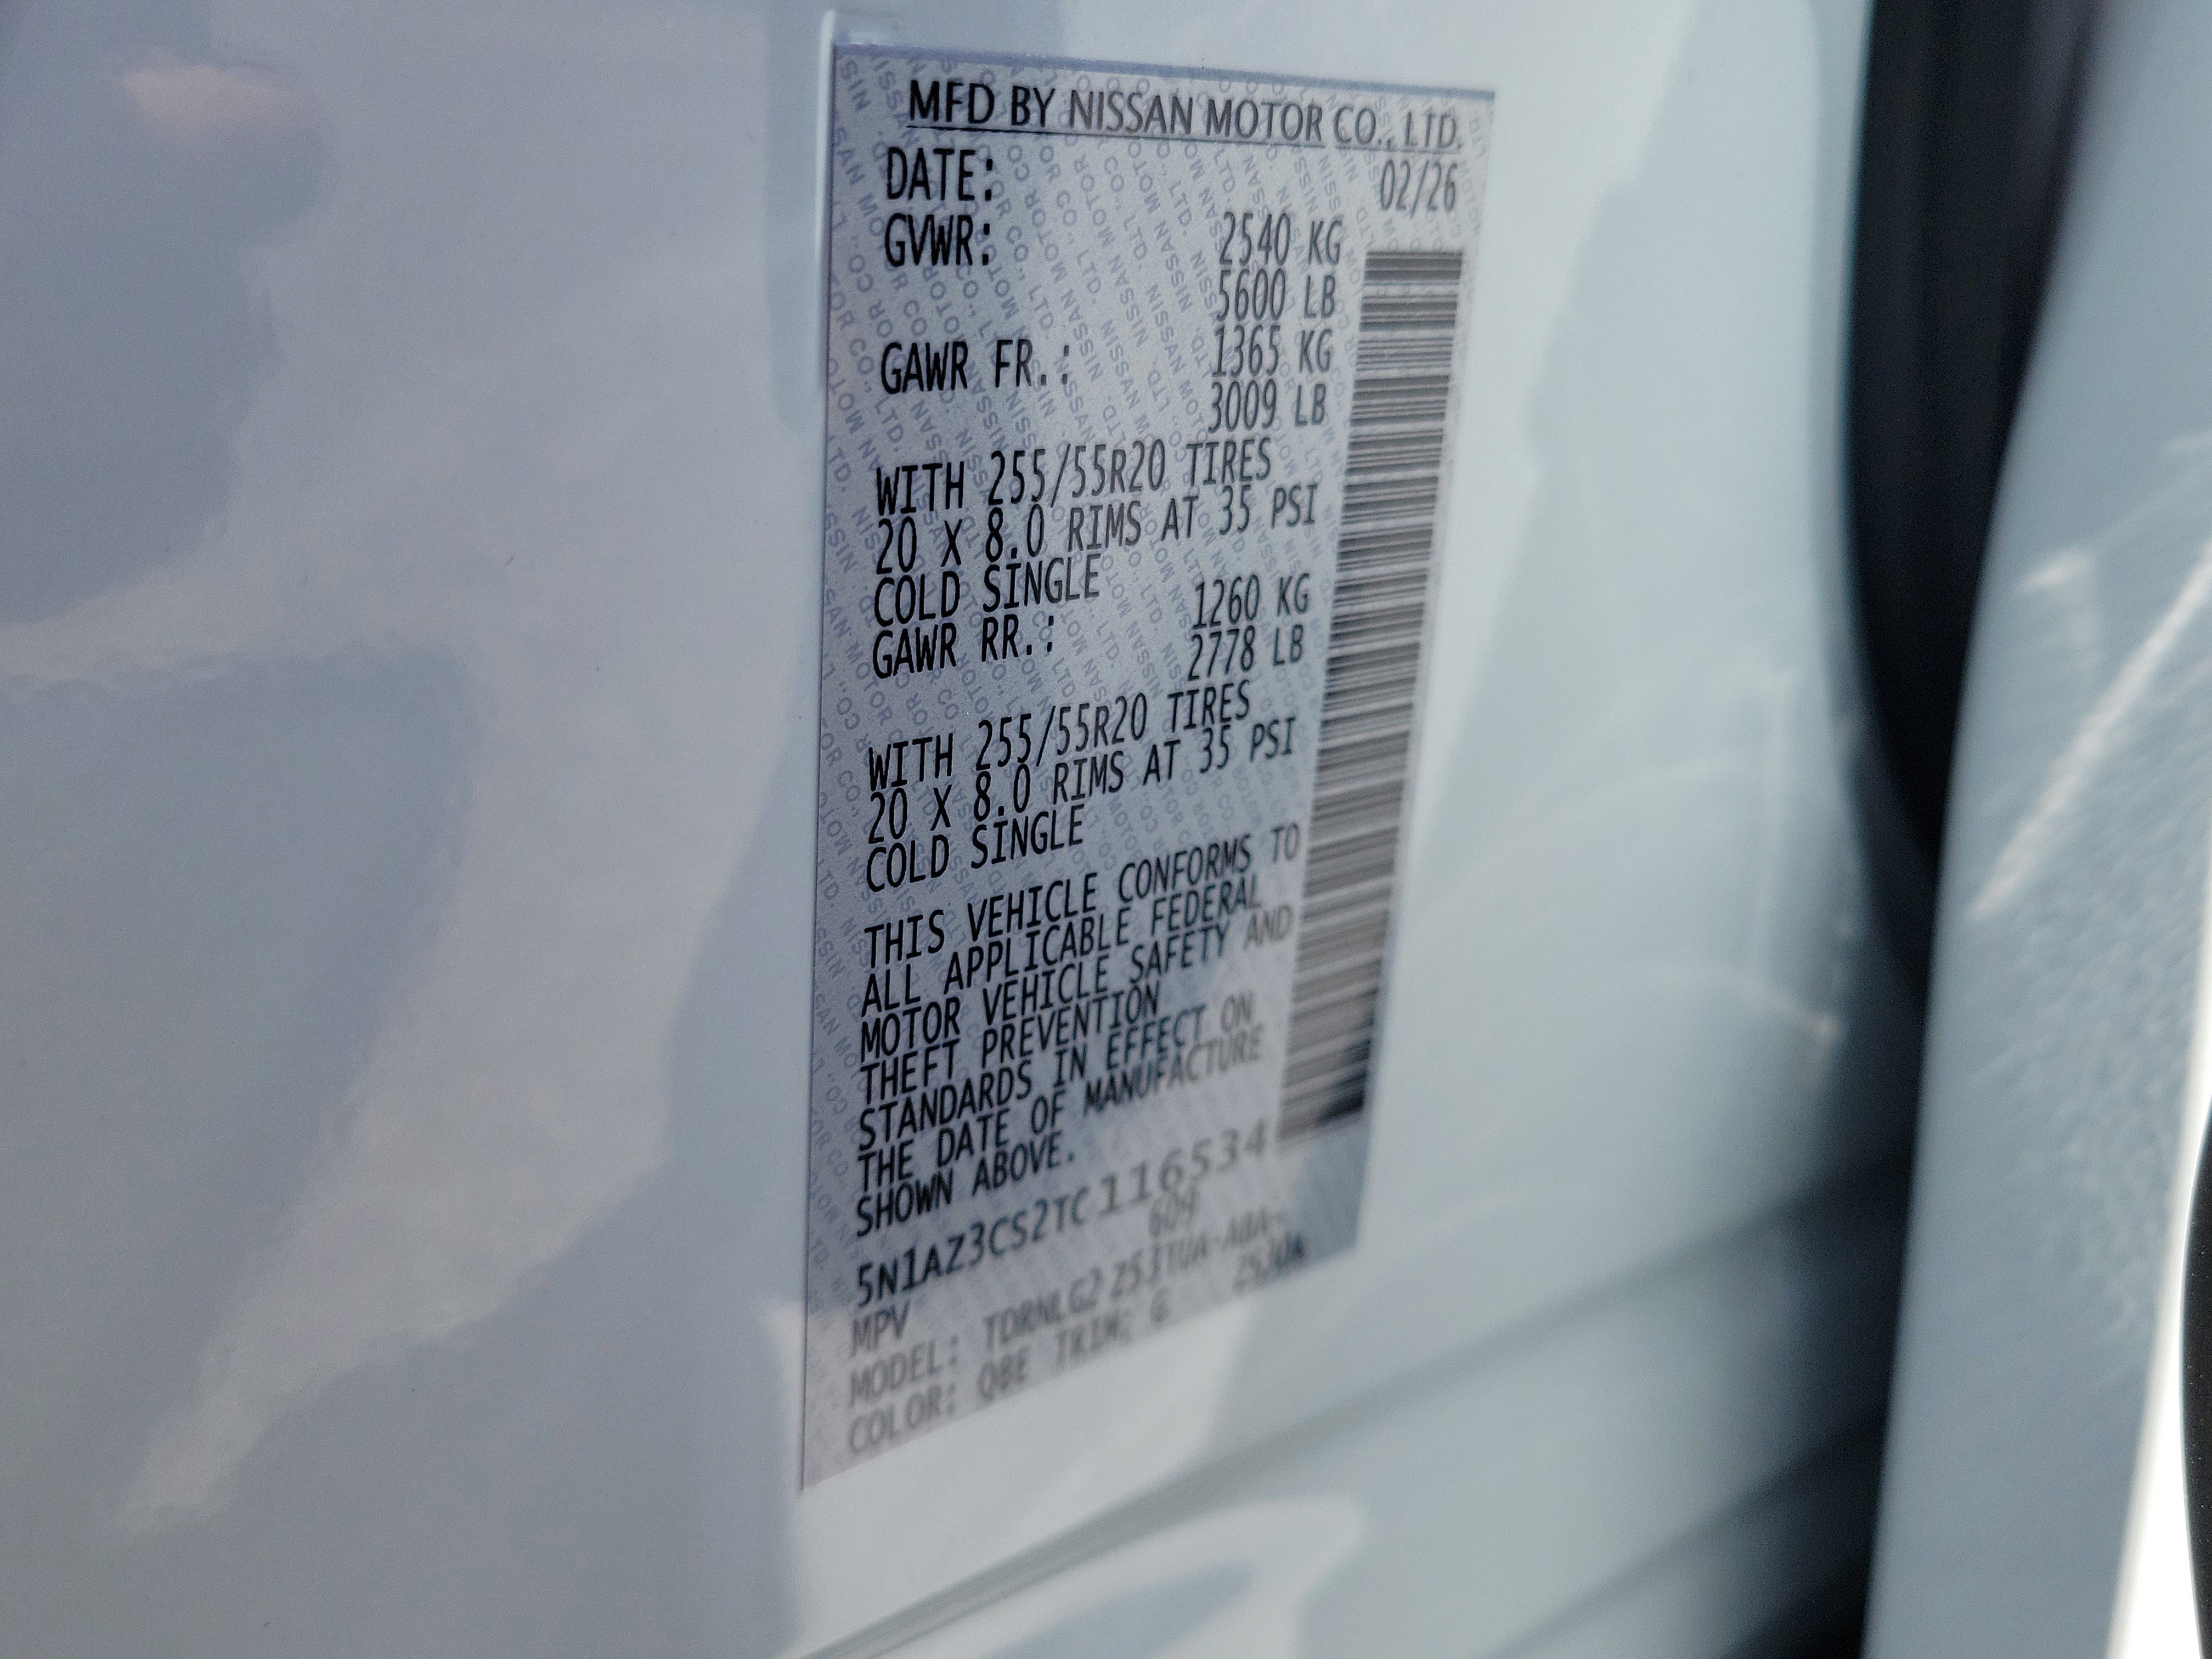 MFD BY NISSAN MOTOR CO., LTD.
DATE: 02/26
GVWR: 2540 KG
5600 LB
GAWR FR.: 1365 KG
3009 LB
WITH 255/55R20 TIRES
20 X 8.0 RIMS AT 35 PSI
COLD SINGLE
GAWR RR.: 1260 KG
2778 LB
WITH 255/55R20 TIRES
20 X 8.0 RIMS AT 35 PSI
COLD SINGLE
THIS VEHICLE CONFORMS TO
ALL APPLICABLE FEDERAL
MOTOR VEHICLE SAFETY AND
THEFT PREVENTION
STANDARDS IN EFFECT ON
THE DATE OF MANUFACTURE
SHOWN ABOVE.
5N1AZ3CS2TC116534
MPV 609
MODEL: TDRNLG2
COLOR: QBE TRIM: G